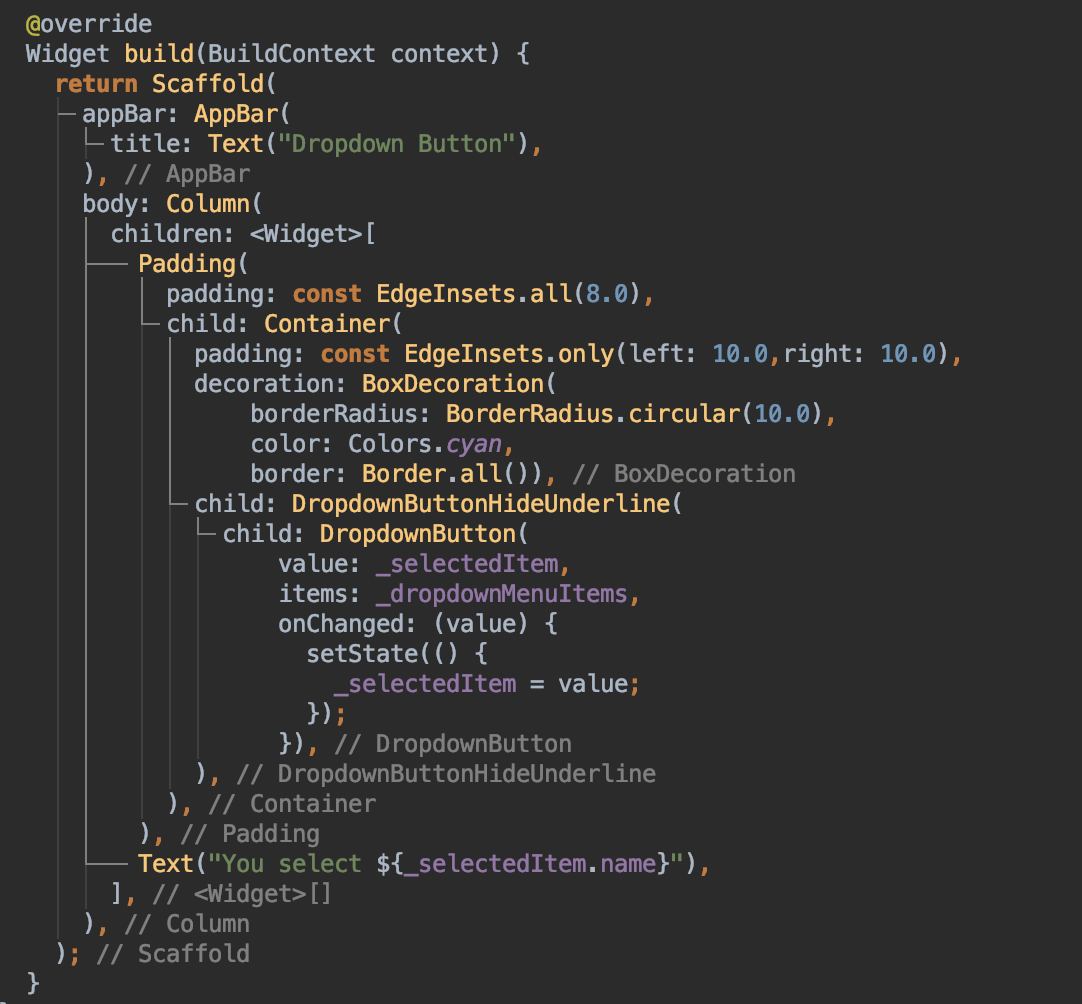 @override
Widget build(BuildContext context) {
  return Scaffold(
    appBar: AppBar(
      title: Text("Dropdown Button"),
    ), // AppBar
    body: Column(
      children: <Widget>[
        Padding(
          padding: const EdgeInsets.all(8.0),
          child: Container(
            padding: const EdgeInsets.only(left: 10.0,right: 10.0),
            decoration: BoxDecoration(
                borderRadius: BorderRadius.circular(10.0),
                color: Colors.cyan,
                border: Border.all()), // BoxDecoration
            child: DropdownButtonHideUnderline(
              child: DropdownButton(
                  value: _selectedItem,
                  items: _dropdownMenuItems,
                  onChanged: (value) {
                    setState(() {
                      _selectedItem = value;
                    });
                  }), // DropdownButton
            ), // DropdownButtonHideUnderline
          ), // Container
        ), // Padding
        Text("You select ${_selectedItem.name}"),
      ], // <Widget>[]
    ), // Column
  ); // Scaffold
}